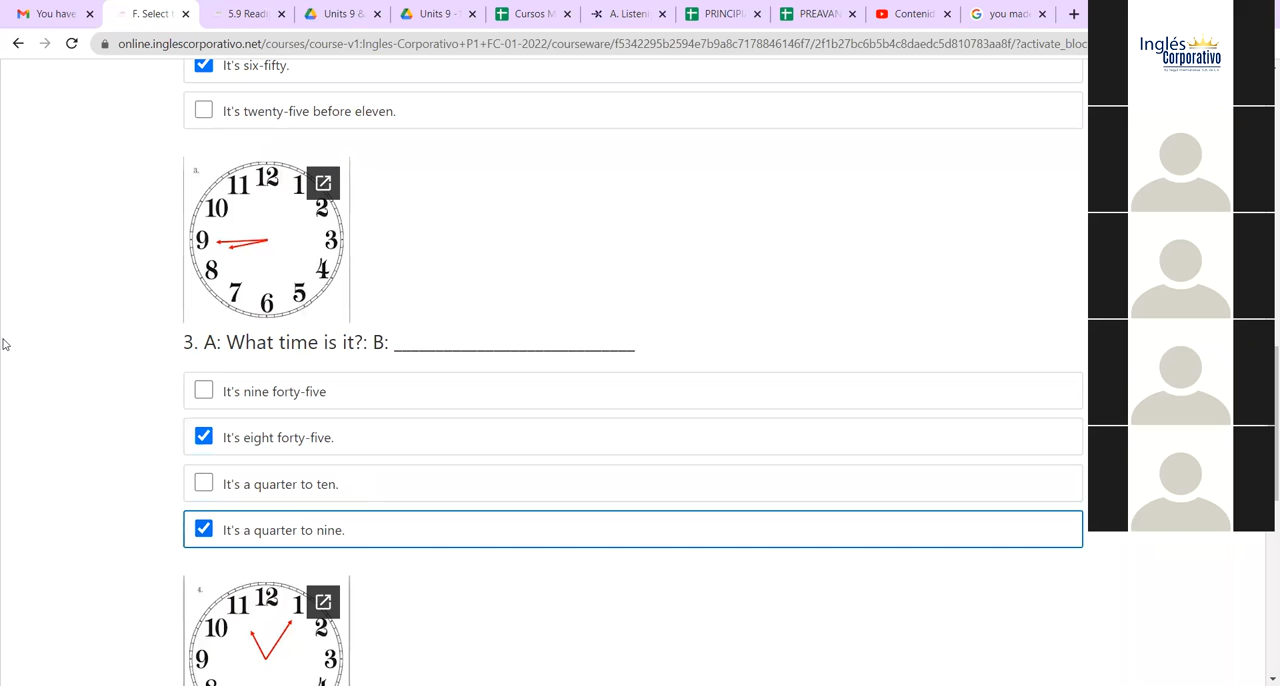 You have
F. Select t
5.9 Readi
Units 9 &
Units 9 -
Cursos M
A. Listeni
PRINCIPI
PREAVAN
Contenid
you mad
online.inglescorporativo.net/courses/course-v1:Ingles-Corporativo+P1+FC-01-2022/courseware/f5342295b2594e7b9a8c7178846146f7/2f1b27bc6b5b4c8daedc5d810783aa8f/?activate_bloc
Inglés
Corporativo
It's six-fifty.
It's twenty-five before eleven.
a.
12
11 1
10 2
9 3
8 4
7 5
6
3. A: What time is it?: B: ______________________________
It's nine forty-five
It's eight forty-five.
It's a quarter to ten.
It's a quarter to nine.
4.
12
11 1
10 2
9 3